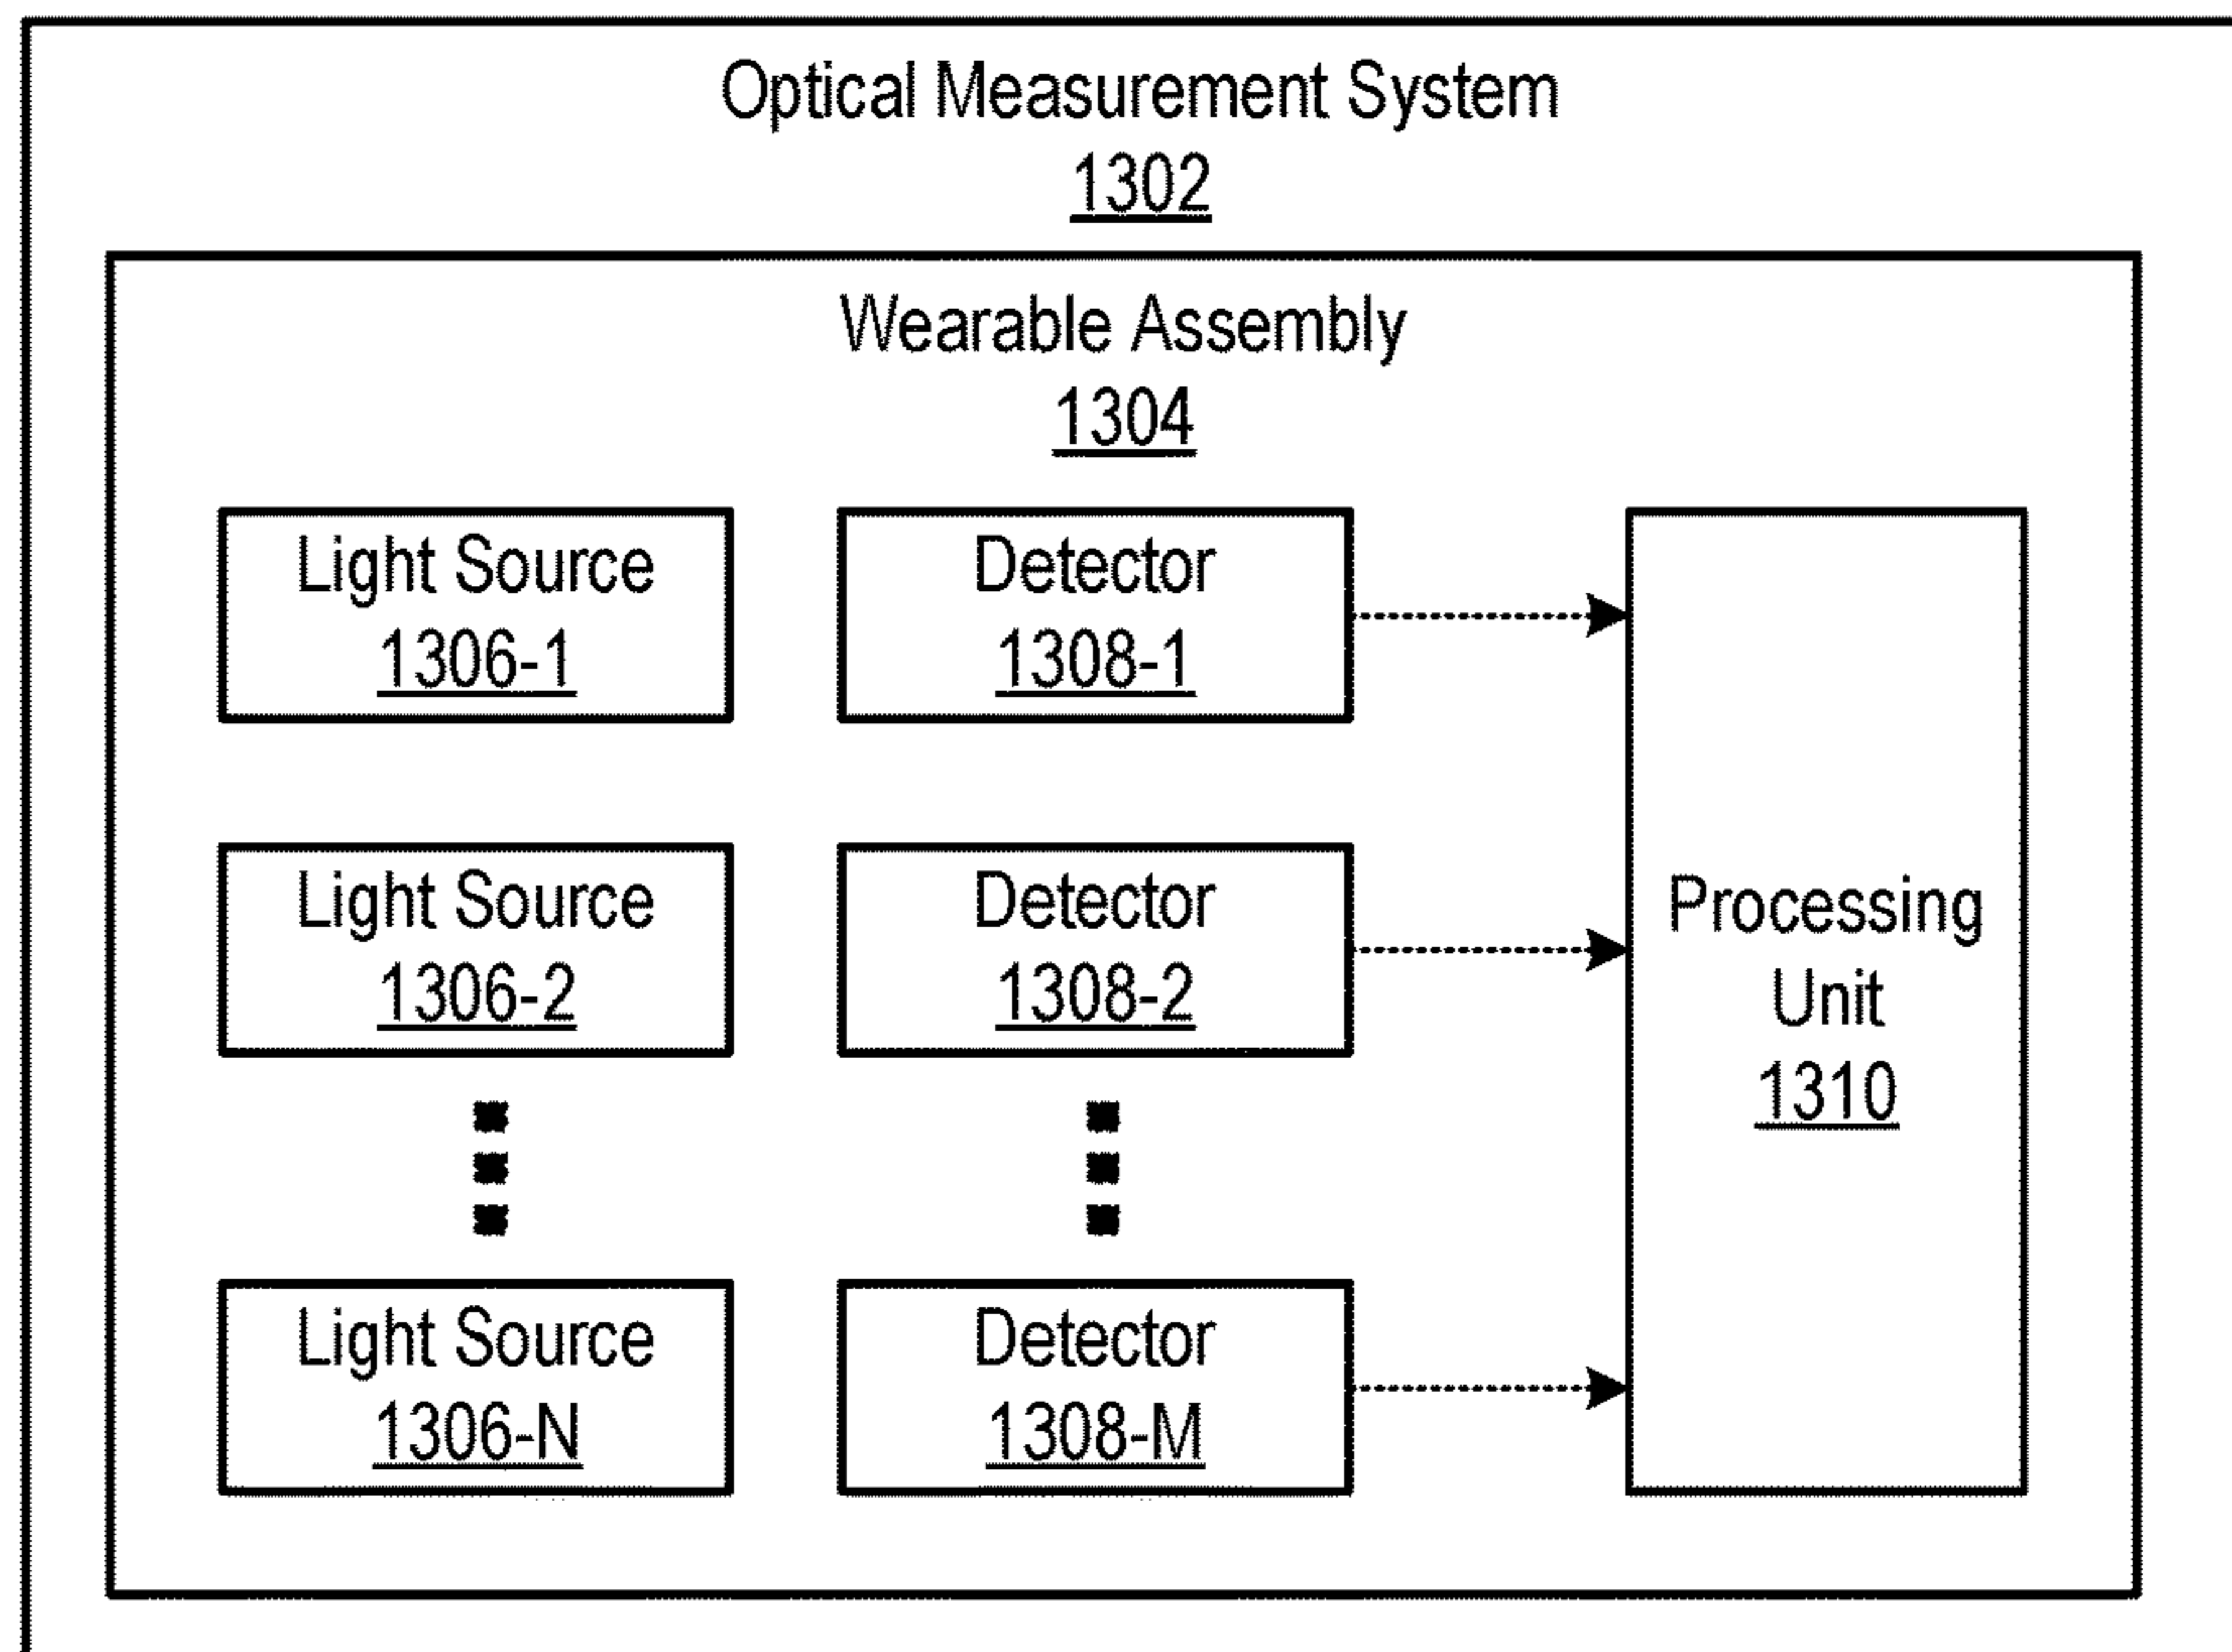 Optical Measurement System
1302
Wearable Assembly
1304
Light Source
1306-1
Detector
1308-1
Light Source
1306-2
Detector
1308-2
Processing
Unit
1310
Light Source
1306-N
Detector
1308-M